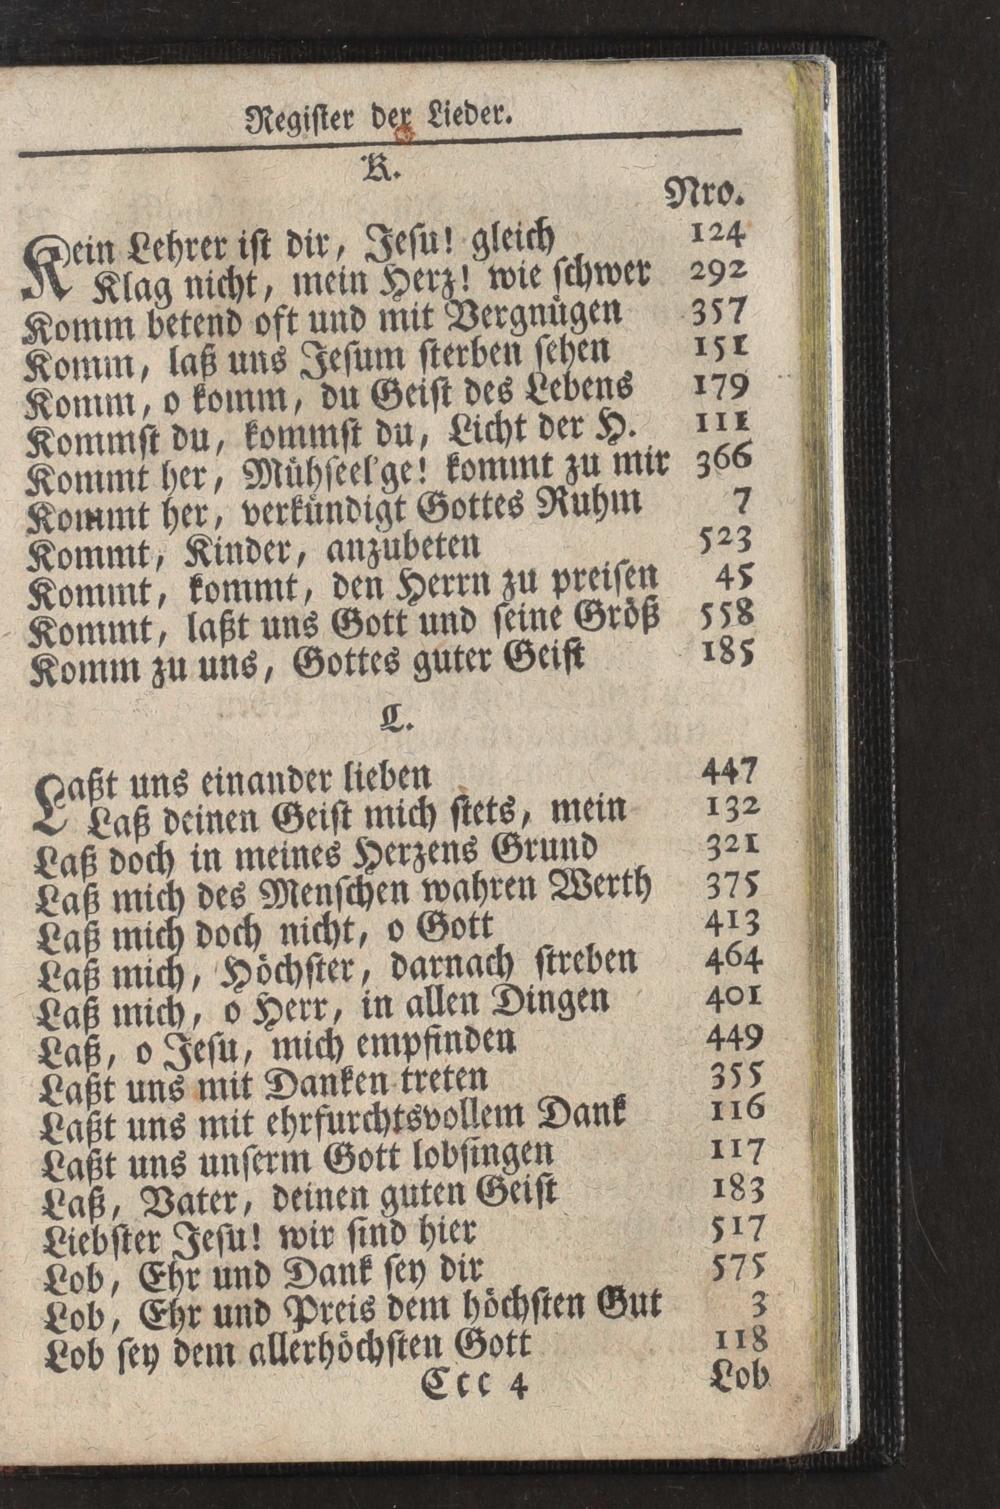 Register der Lieder.
K.
Nro.
Kein Lehrer ist dir, Jesu! gleich 124
Klag nicht, mein Herz! wie schwer 292
Komm betend oft und mit Vergnügen 357
Komm, laß uns Jesum sterben sehen 151
Komm, o komm, du Geist des Lebens 179
Kommst du, kommst du, Licht der H. 111
Kommt her, Mühseel'ge! kommt zu mir 366
Kommt her, verkündigt Gottes Ruhm 7
Kommt, Kinder, anzubeten 523
Kommt, kommt, den Herrn zu preisen 45
Kommt, laßt uns Gott und seine Größ 558
Komm zu uns, Gottes guter Geist 185
L.
Laßt uns einander lieben 447
Laß deinen Geist mich stets, mein 132
Laß doch in meines Herzens Grund 321
Laß mich des Menschen wahren Werth 375
Laß mich doch nicht, o Gott 413
Laß mich, Höchster, darnach streben 464
Laß mich, o Herr, in allen Dingen 401
Laß, o Jesu, mich empfinden 449
Laßt uns mit Danken treten 355
Laßt uns mit ehrfurchtsvollem Dank 116
Laßt uns unserm Gott lobsingen 117
Laß, Vater, deinen guten Geist 183
Liebster Jesu! wir sind hier 517
Lob, Ehr und Dank sey dir 575
Lob, Ehr und Preis dem höchsten Gut 3
Lob sey dem allerhöchsten Gott 118
Ccc 4 Lob